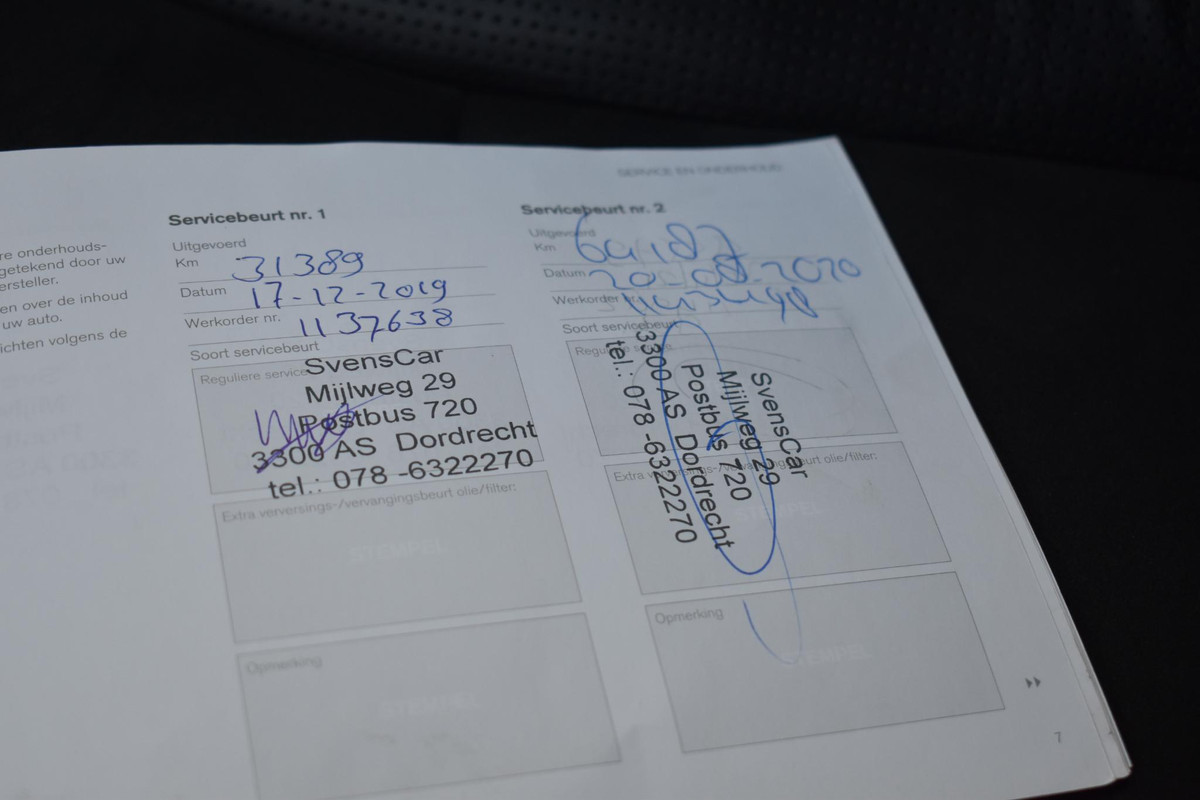 SERVICE EN ONDERHOUD
re onderhouds-
getekend door uw
ersteller.
en over de inhoud
uw auto.
ichten volgens de
Servicebeurt nr. 1
Uitgevoerd
Km 31389
Datum 17-12-2019
Werkorder nr. 1137638
Soort servicebeurt
Reguliere service
SvensCar
Mijlweg 29
Postbus 720
3300 AS Dordrecht
tel.: 078 -6322270
Extra verversings-/vervangingsbeurt olie/filter:
STEMPEL
Opmerking
STEMPEL
Servicebeurt nr. 2
Uitgevoerd
Km
Datum 20-08-2020
Werkorder
Soort servicebeurt
SvensCar
Mijlweg 29
Postbus 720
3300 AS Dordrecht
tel.: 078 -6322270
Extra verversings-/vervangingsbeurt olie/filter:
STEMPEL
Opmerking
STEMPEL
7